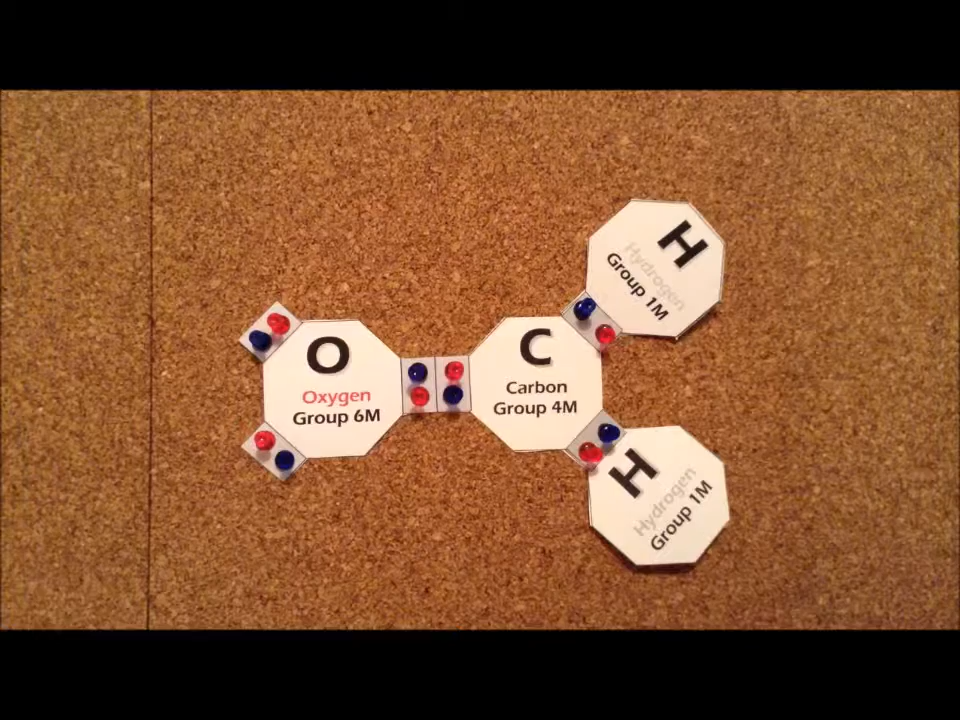 O
Oxygen
Group 6M
C
Carbon
Group 4M
H
Hydrogen
Group 1M
H
Hydrogen
Group 1M